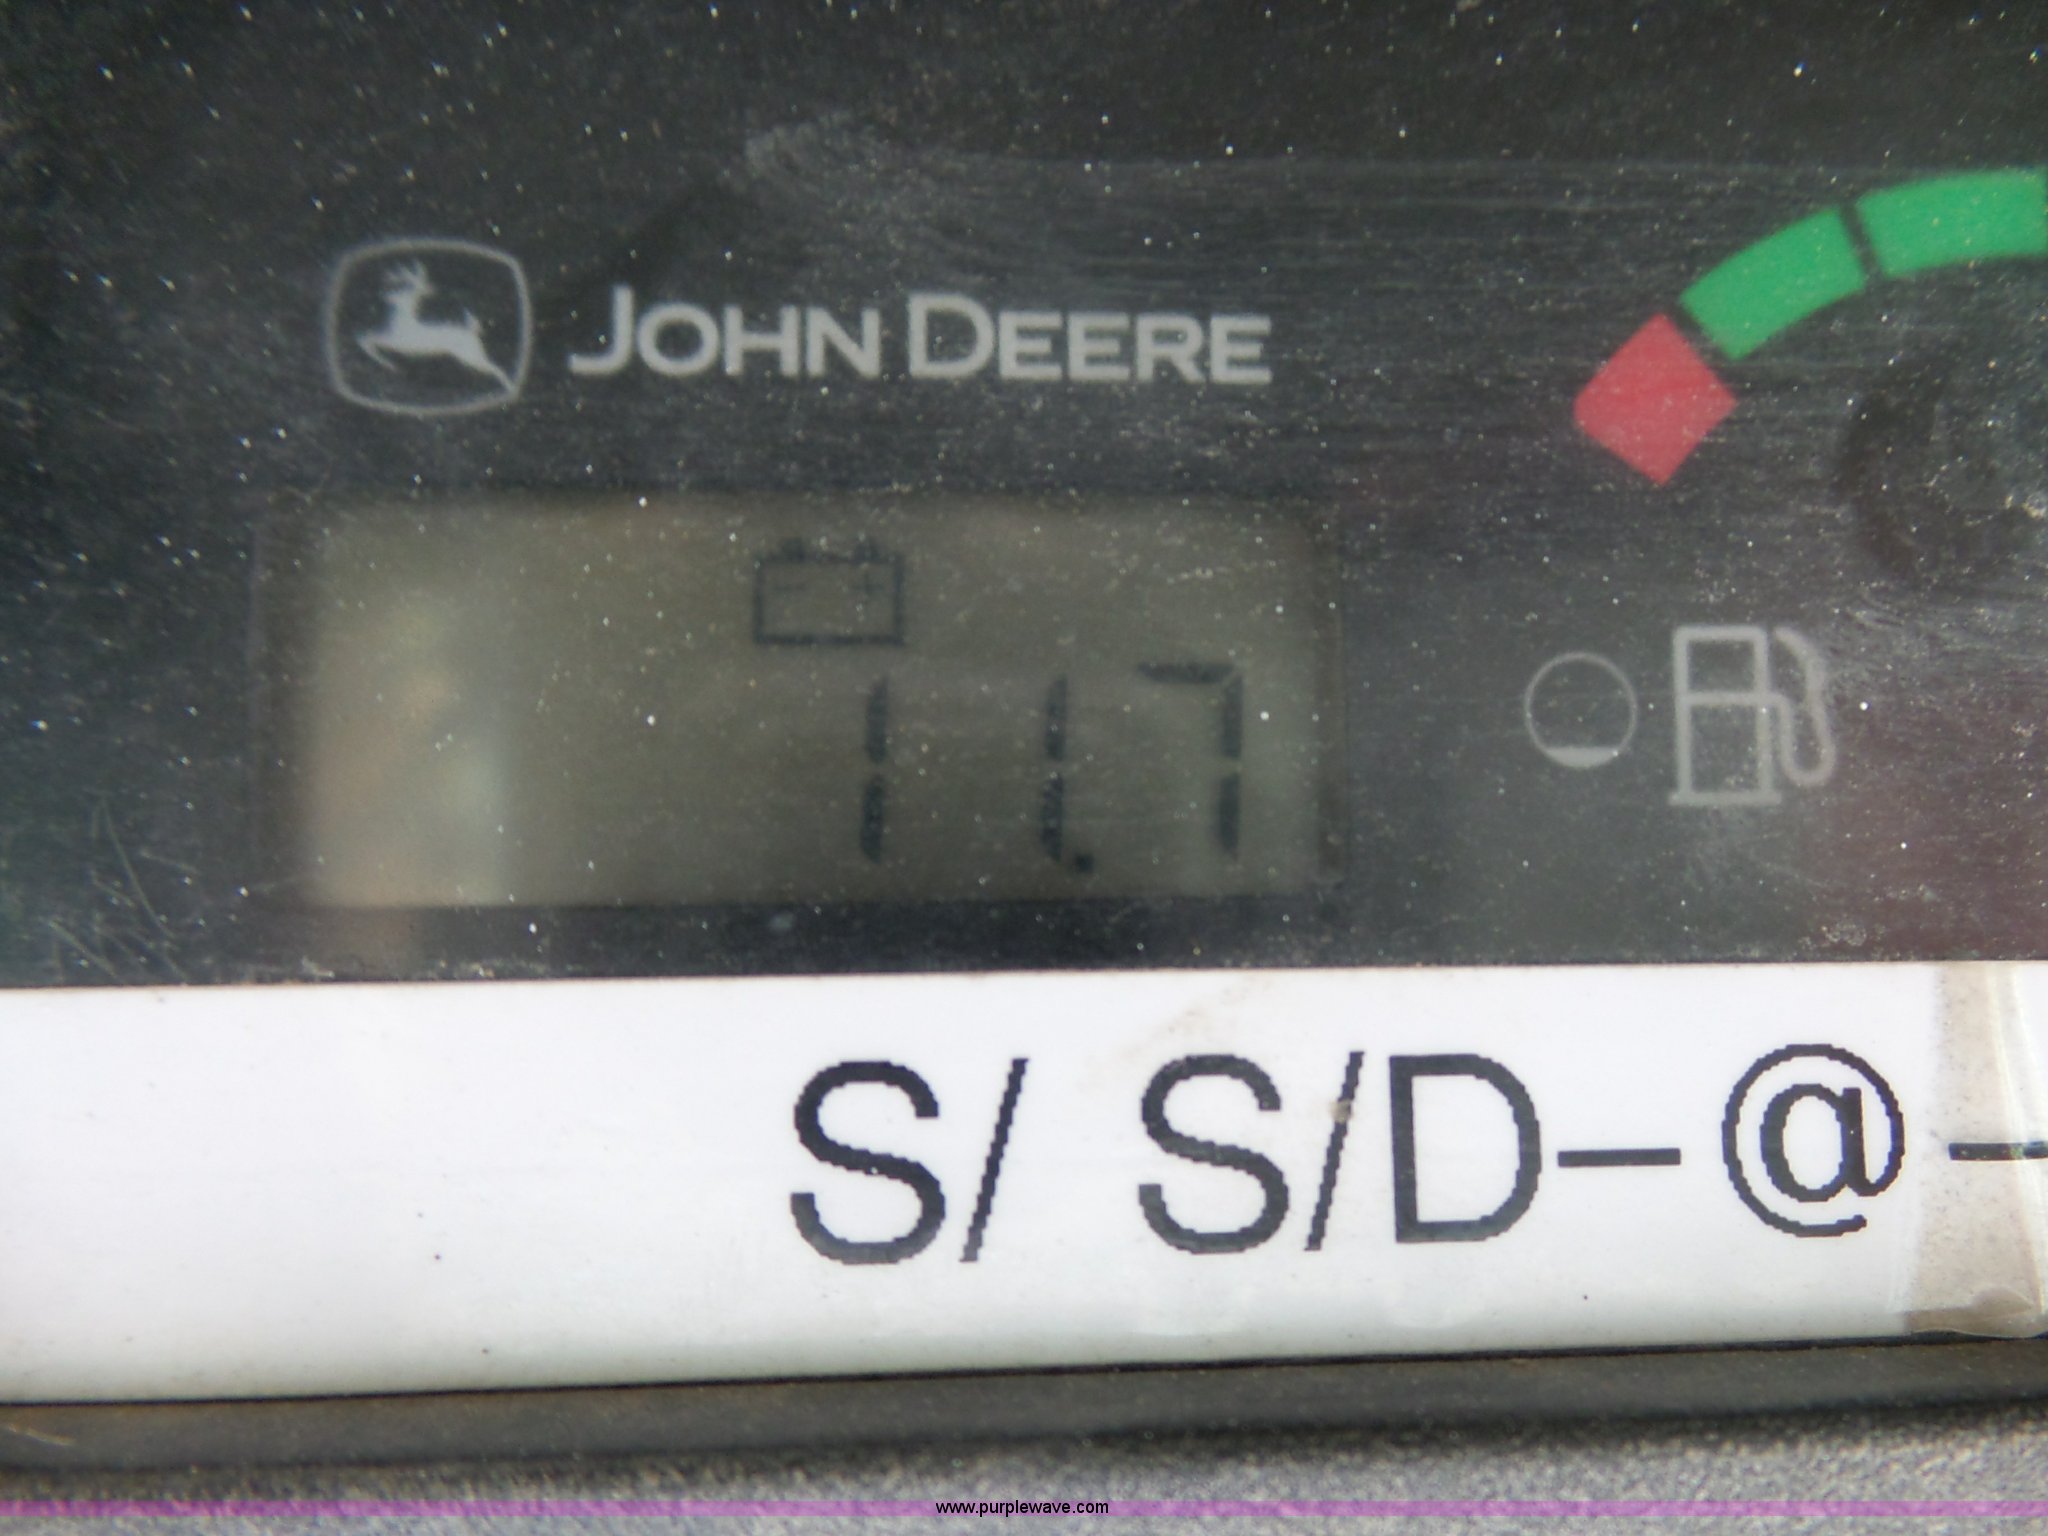 JOHN DEERE
11.7
S/ S/D-@-
www.purplewave.com